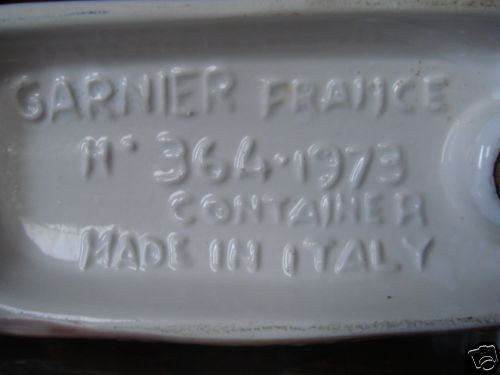 GARNIER FRANCE
N° 364·1973
CONTAINER
MADE IN ITALY